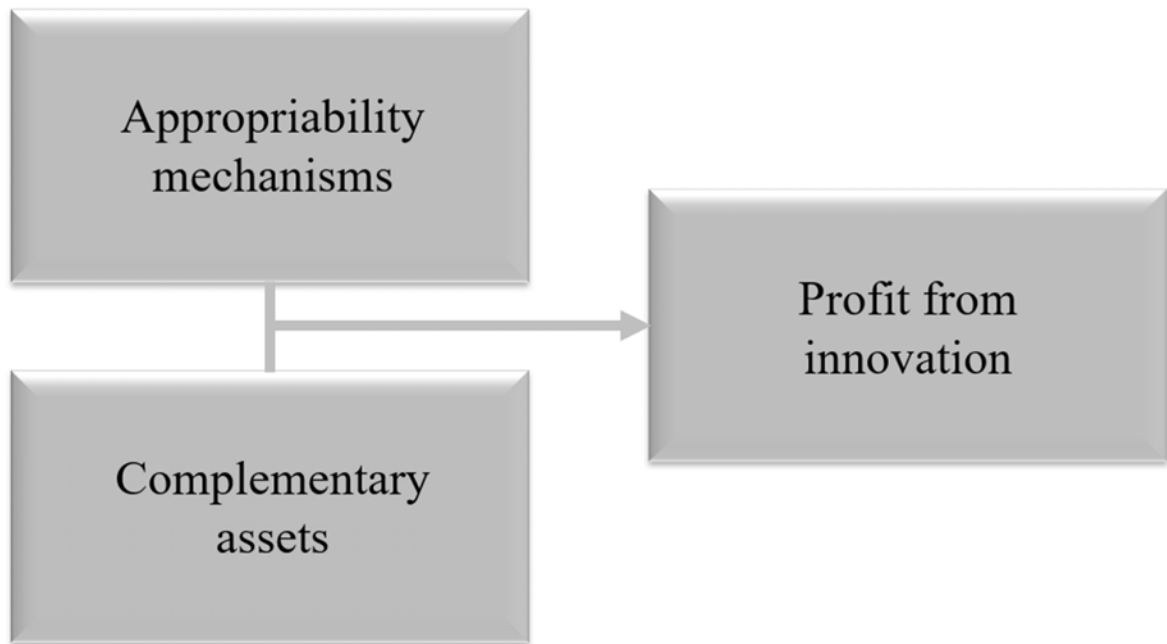 Appropriability
mechanisms
Profit from
innovation
Complementary
assets